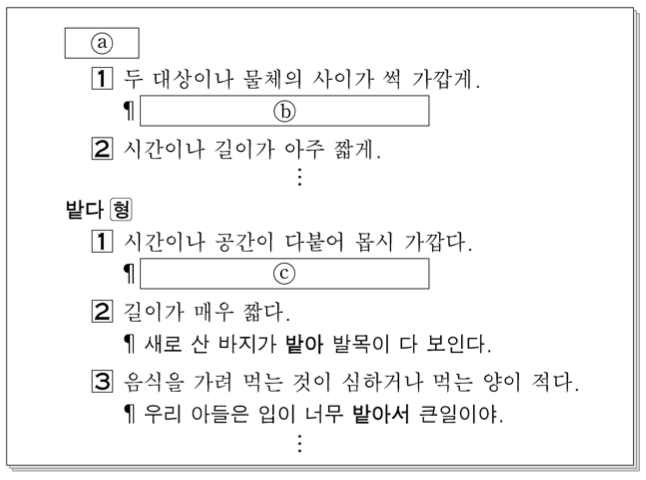 ⓐ
1 두 대상이나 물체의 사이가 썩 가깝게.
¶ ⓑ
2 시간이나 길이가 아주 짧게.
⋮
밭다 형
1 시간이나 공간이 다붙어 몹시 가깝다.
¶ ⓒ
2 길이가 매우 짧다.
¶ 새로 산 바지가 밭아 발목이 다 보인다.
3 음식을 가려 먹는 것이 심하거나 먹는 양이 적다.
¶ 우리 아들은 입이 너무 밭아서 큰일이야.
⋮